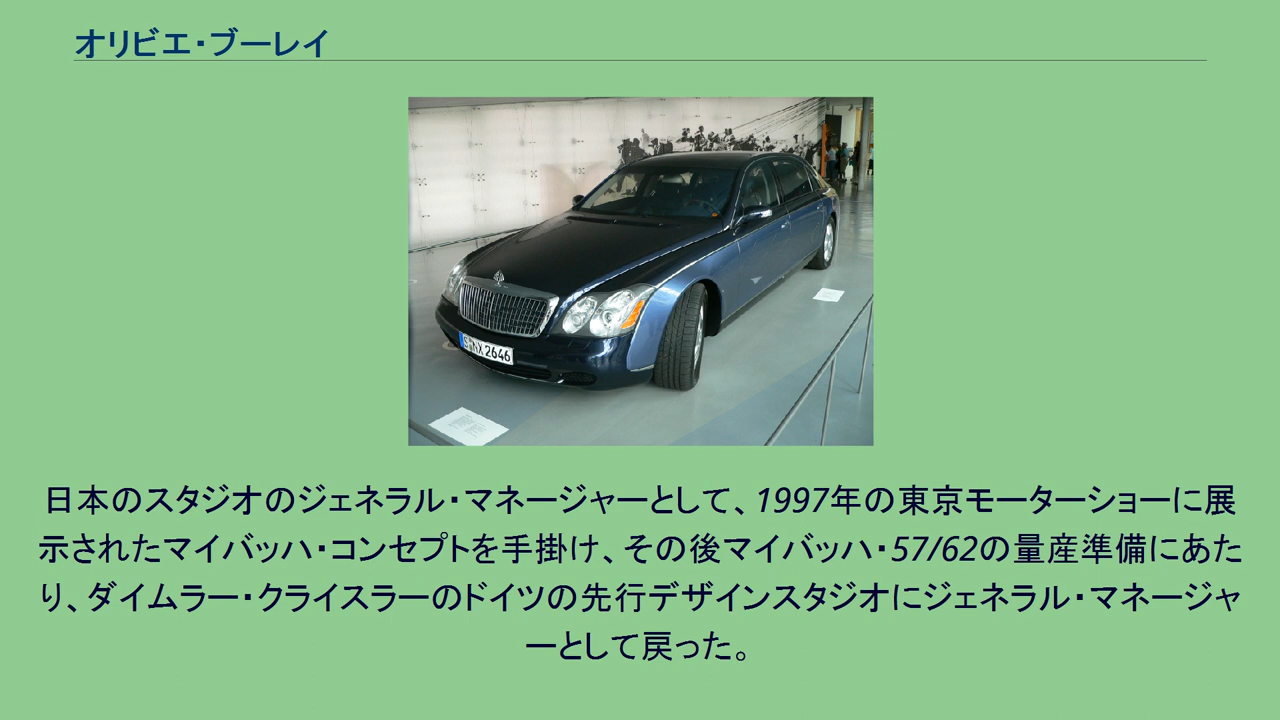 オリビエ・ブーレイ
S NX 2646
日本のスタジオのジェネラル・マネージャーとして、1997年の東京モーターショーに展
示されたマイバッハ・コンセプトを手掛け、その後マイバッハ・57/62の量産準備にあた
り、ダイムラー・クライスラーのドイツの先行デザインスタジオにジェネラル・マネージャ
ーとして戻った。